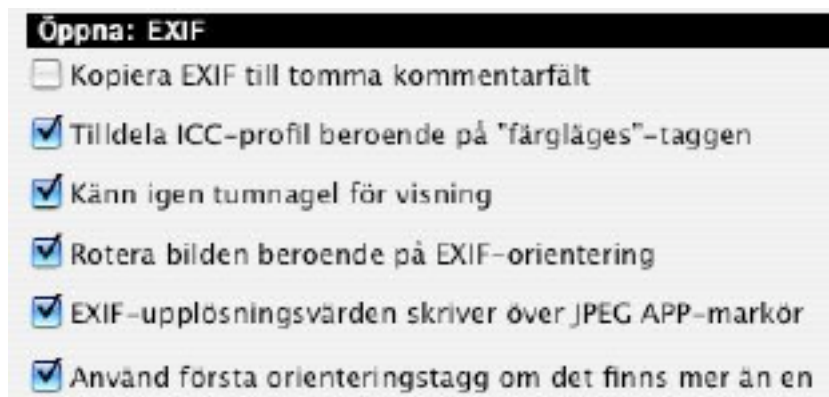 Öppna: EXIF
Kopiera EXIF till tomma kommentarfält
Tilldela ICC-profil beroende på "färgläges"-taggen
Känn igen tumnagel för visning
Rotera bilden beroende på EXIF-orientering
EXIF-upplösningsvärden skriver över JPEG APP-markör
Använd första orienteringstagg om det finns mer än en